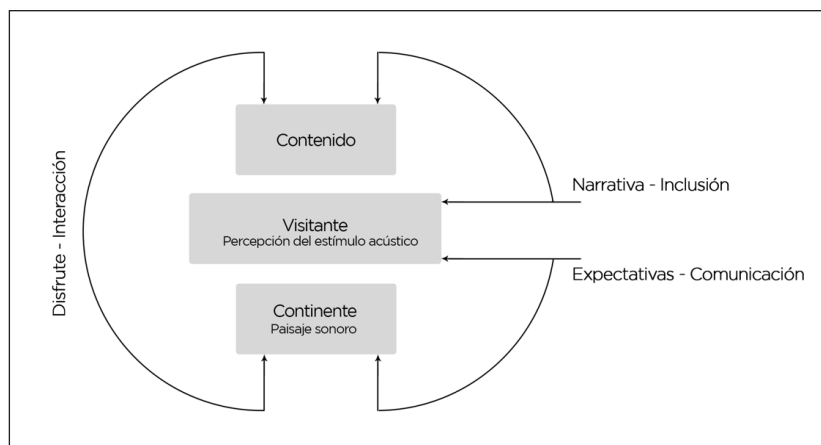 Contenido
Disfrute - Interacción
Narrativa - Inclusión
Visitante
Percepción del estímulo acústico
Expectativas - Comunicación
Continente
Paisaje sonoro